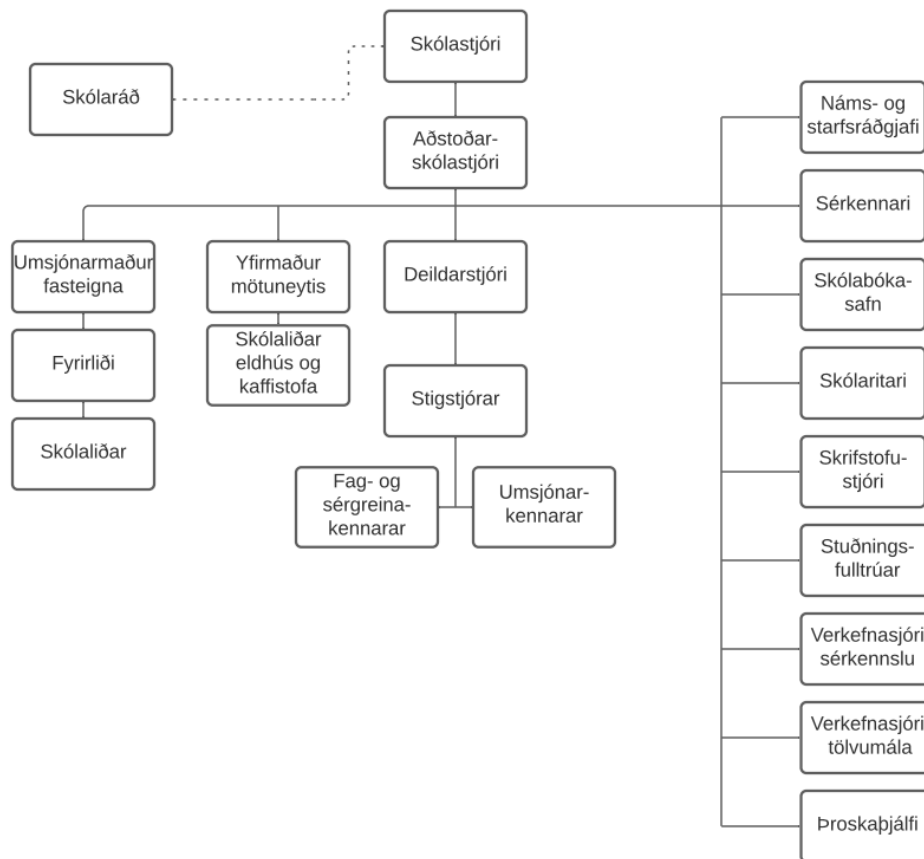 Skólastjóri
Skólaráð
Aðstoðar-
skólastjóri
Umsjónarmaður
fasteigna
Fyrirliði
Skólaliðar
Yfirmaður
mötuneytis
Skólaliðar
eldhús og
kaffistofa
Deildarstjóri
Stigstjórar
Fag- og
sérgreina-
kennarar
Umsjónar-
kennarar
Náms- og
starfsráðgjafi
Sérkennari
Skólabóka-
safn
Skólaritari
Skrifstofu-
stjóri
Stuðnings-
fulltrúar
Verkefnasjóri
sérkennslu
Verkefnasjóri
tölvumála
Þroskaþjálfi